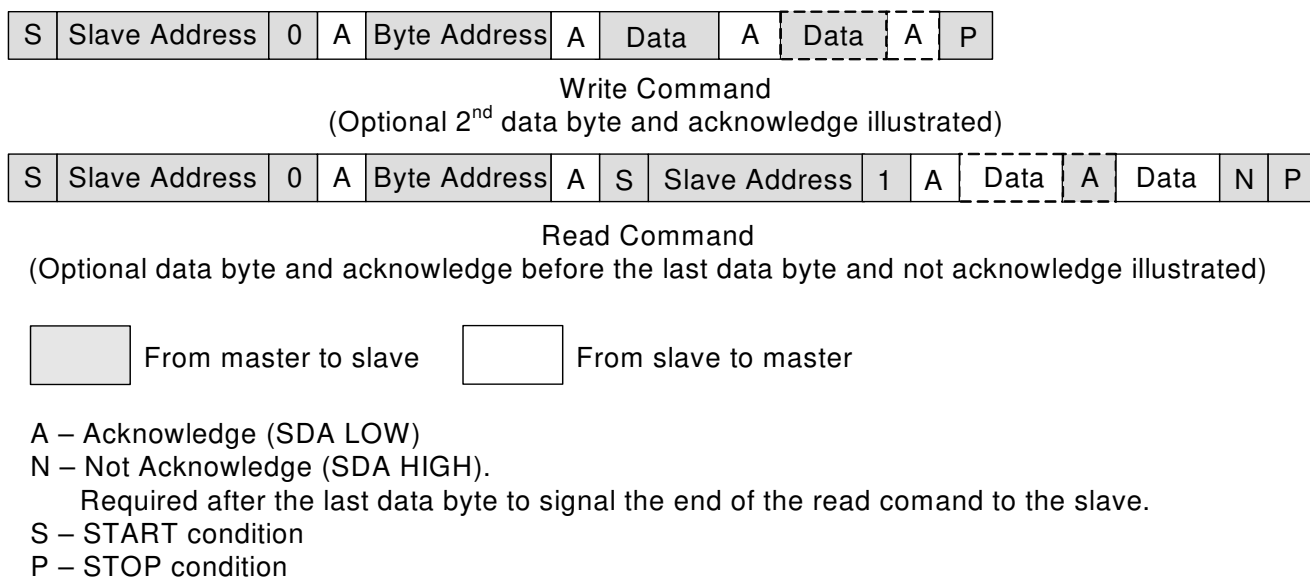 S Slave Address 0 A Byte Address A Data A Data A P
Write Command
(Optional 2nd data byte and acknowledge illustrated)
S Slave Address 0 A Byte Address A S Slave Address 1 A Data A Data N P
Read Command
(Optional data byte and acknowledge before the last data byte and not acknowledge illustrated)
From master to slave From slave to master
A – Acknowledge (SDA LOW)
N – Not Acknowledge (SDA HIGH).
Required after the last data byte to signal the end of the read comand to the slave.
S – START condition
P – STOP condition